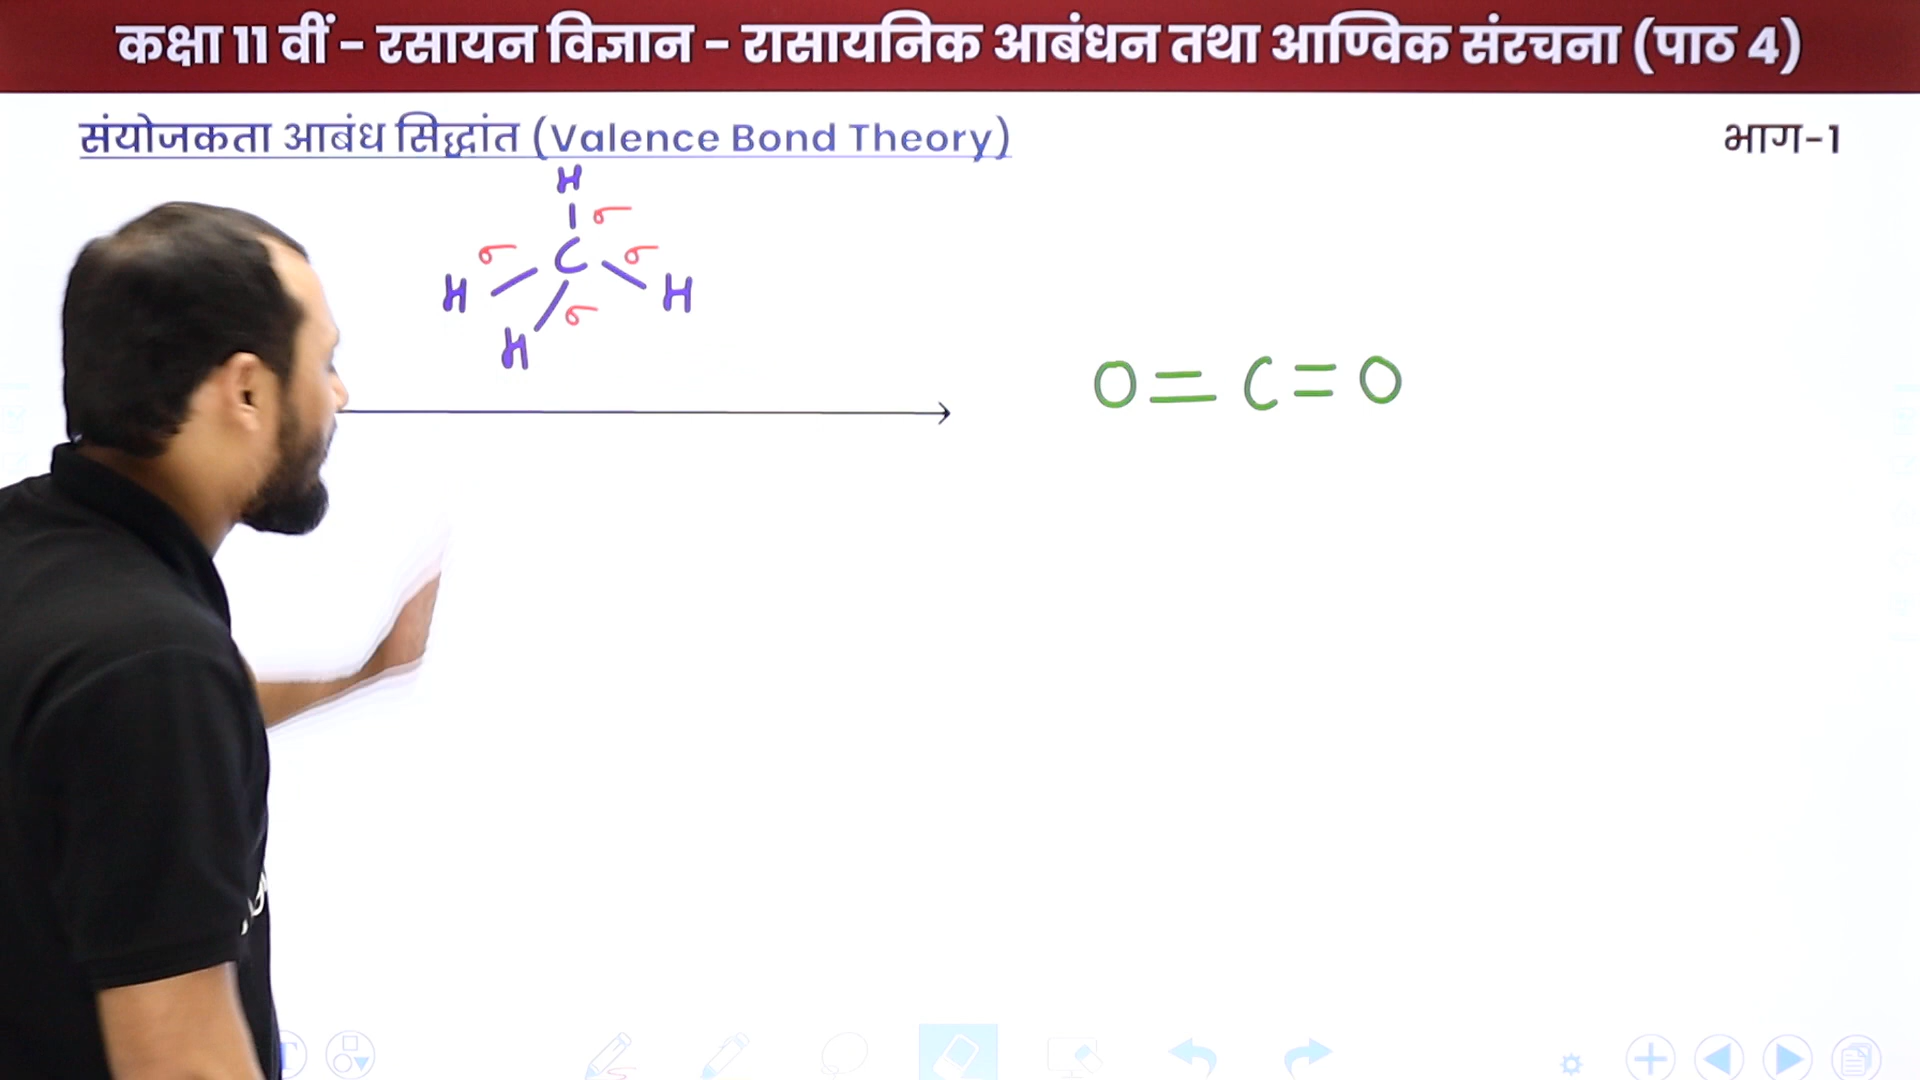 कक्षा 11 वीं - रसायन विज्ञान - रासायनिक आबंधन तथा आण्विक संरचना (पाठ 4)
संयोजकता आबंध सिद्धांत (Valence Bond Theory)
भाग-1
H
σ
σ C σ
H H
σ
H
O = C = O
T